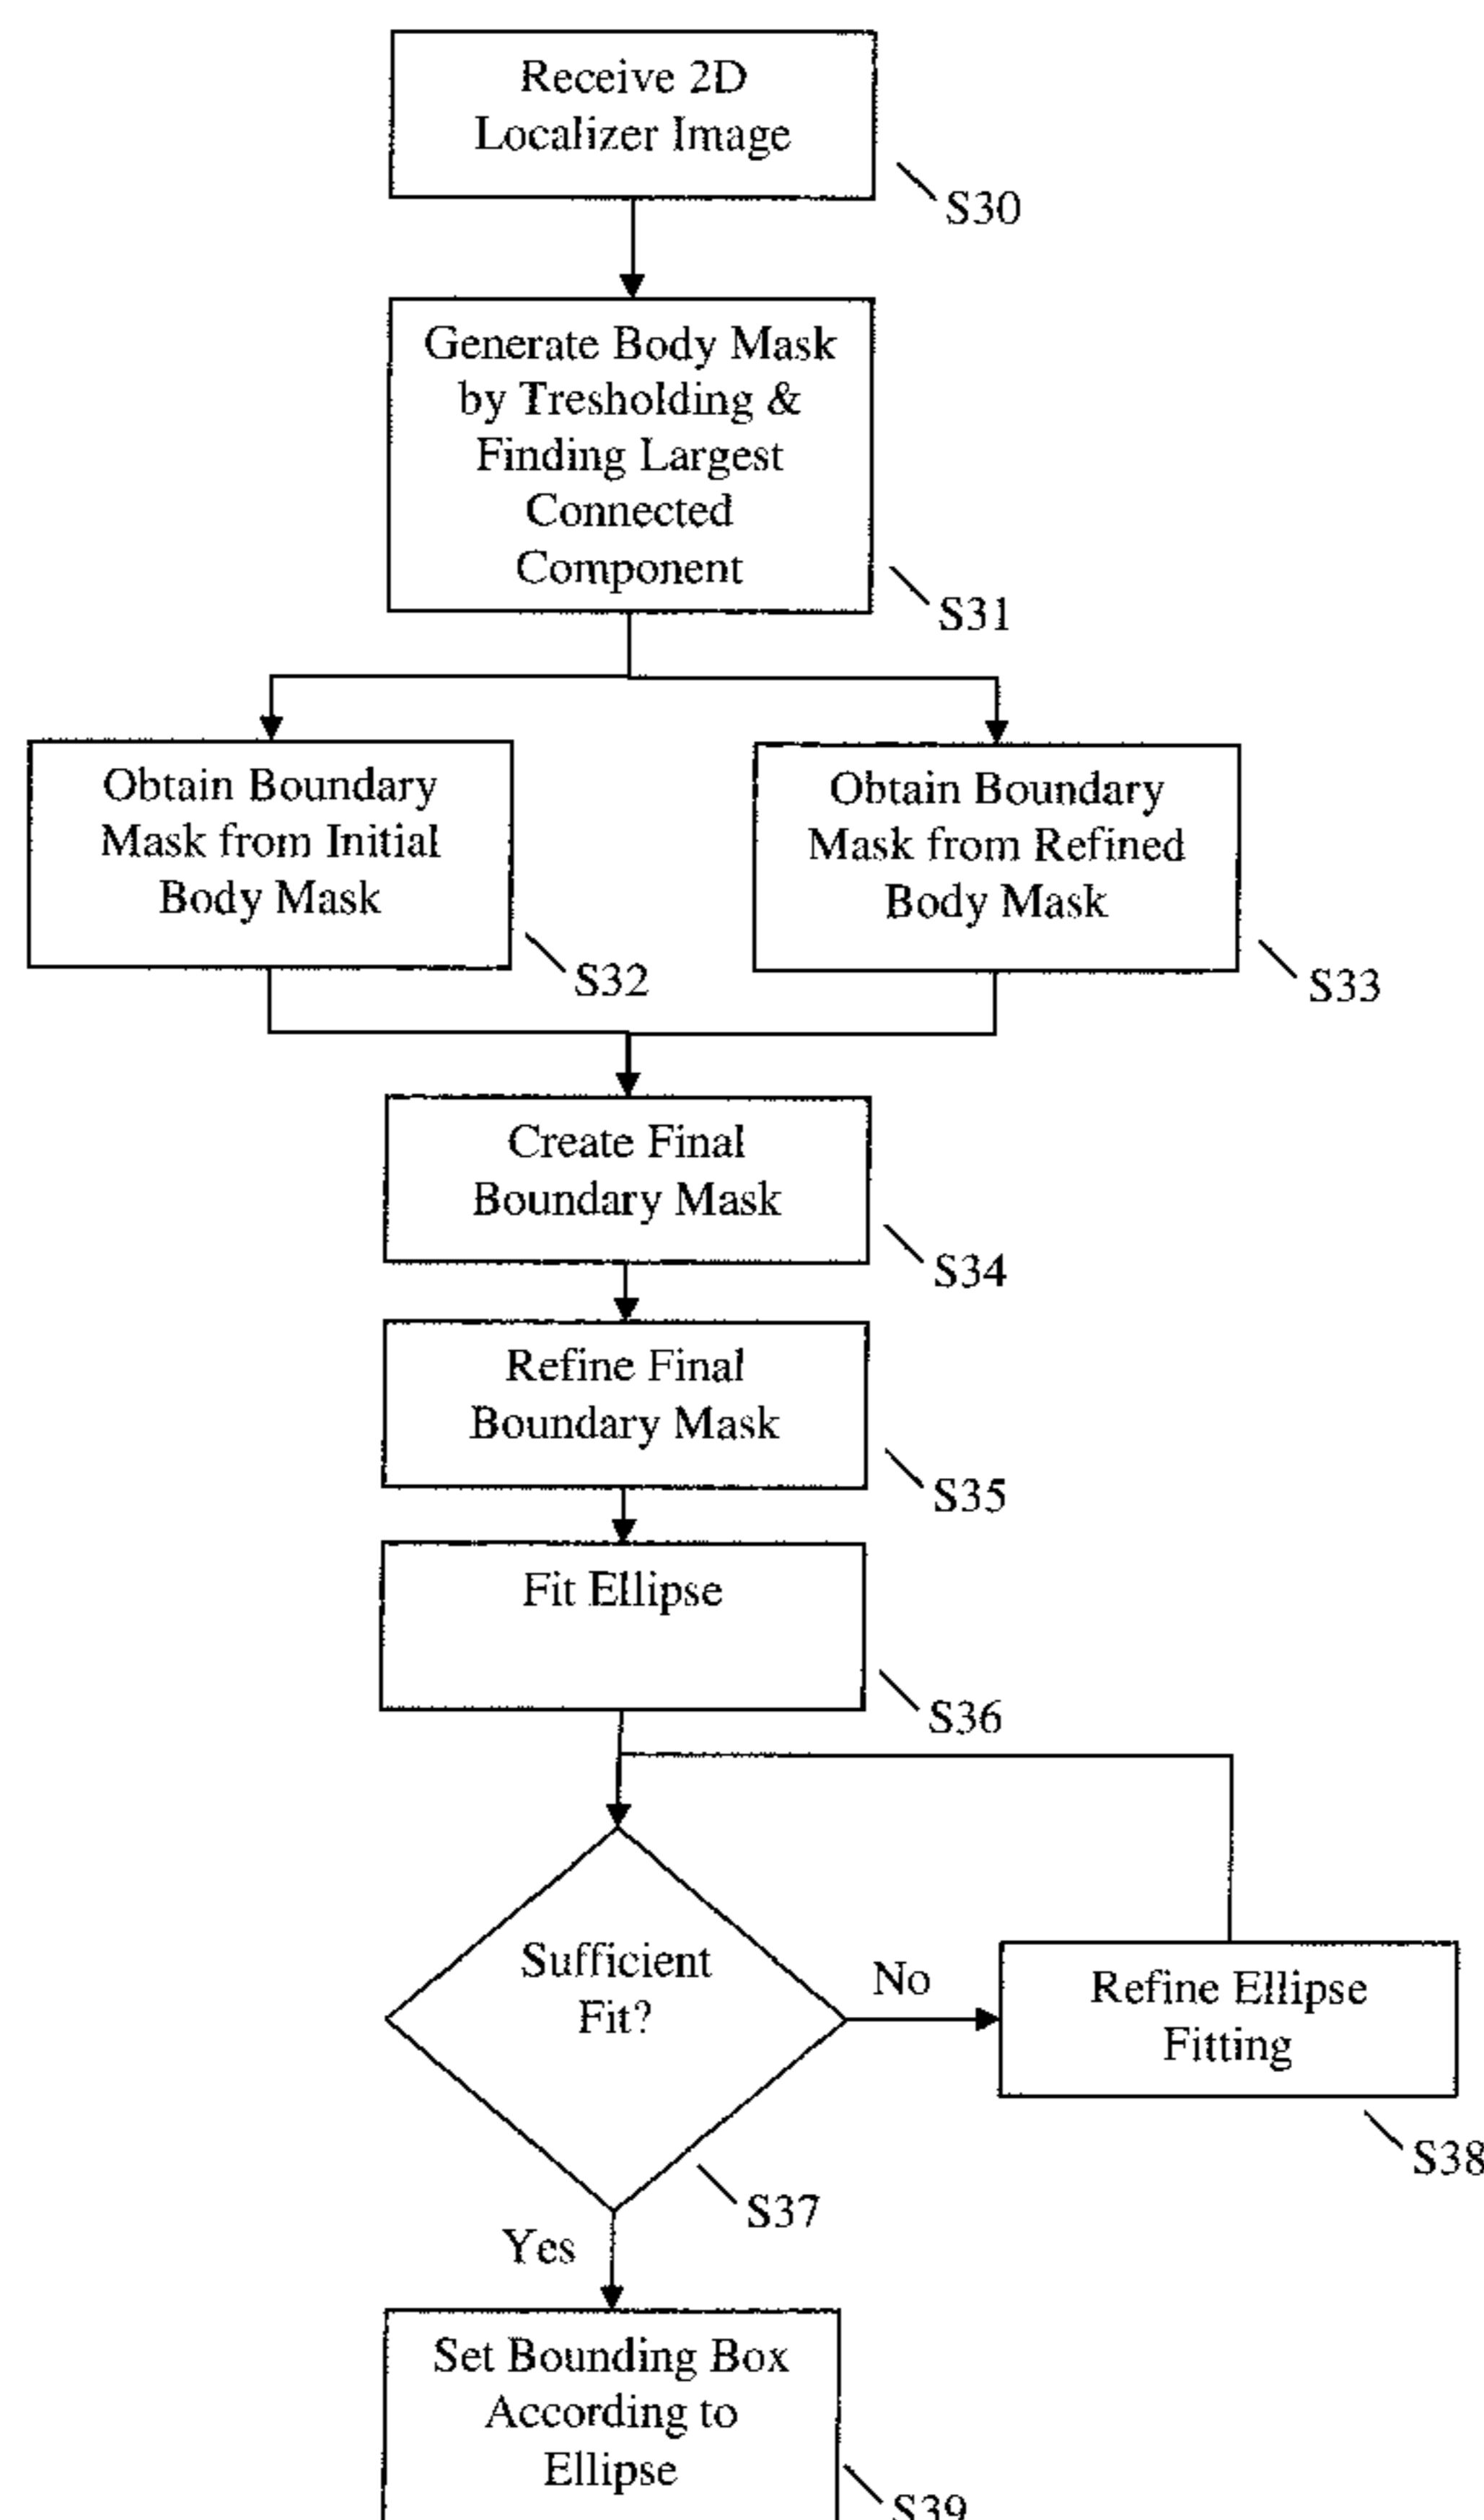 Receive 2D
Localizer Image
S30
Generate Body Mask
by Tresholding &
Finding Largest
Connected
Component
S31
Obtain Boundary
Mask from Initial
Body Mask
S32
Obtain Boundary
Mask from Refined
Body Mask
S33
Create Final
Boundary Mask
S34
Refine Final
Boundary Mask
S35
Fit Ellipse
S36
Sufficient
Fit?
No
Refine Ellipse
Fitting
S38
S37
Yes
Set Bounding Box
According to
Ellipse
S39